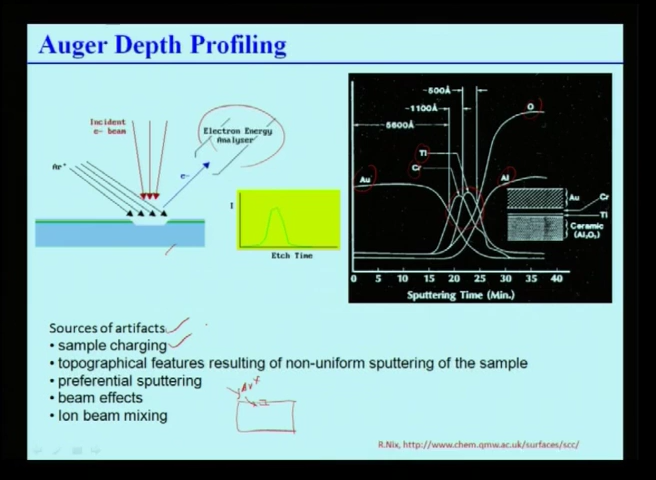 Auger Depth Profiling
Incident
e- beam
Electron Energy
Analyzer
Ar+
e-
I
Etch Time
~500Å
~1100Å
~5600Å
O
Ti
Cr
Au
Al
Au
Cr
Ti
Ceramic
(Al₂O₃)
0 5 10 15 20 25 30 35 40
Sputtering Time (Min.)
Sources of artifacts
• sample charging
• topographical features resulting of non-uniform sputtering of the sample
• preferential sputtering
• beam effects
• Ion beam mixing
Ar+
R.Nix, http://www.chem.qmw.ac.uk/surfaces/scc/